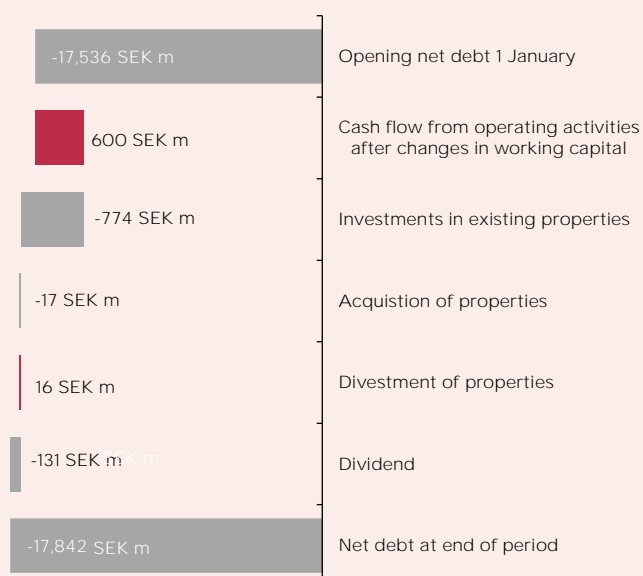 -17,536 SEK m Opening net debt 1 January
600 SEK m Cash flow from operating activities
after changes in working capital
-774 SEK m Investments in existing properties
-17 SEK m Acquistion of properties
16 SEK m Divestment of properties
-131 SEK m Dividend
-17,842 SEK m Net debt at end of period